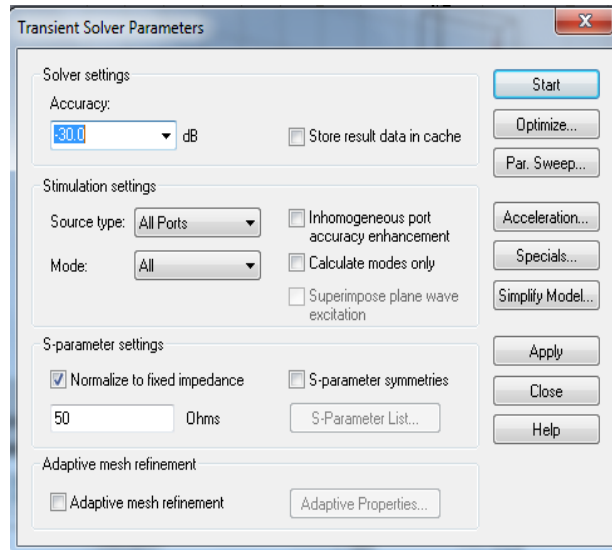 Transient Solver Parameters
Solver settings
Accuracy:
-30.0 dB
Store result data in cache
Stimulation settings
Source type: All Ports
Mode: All
Inhomogeneous port
accuracy enhancement
Calculate modes only
Superimpose plane wave
excitation
S-parameter settings
Normalize to fixed impedance
S-parameter symmetries
50 Ohms
S-Parameter List...
Adaptive mesh refinement
Adaptive mesh refinement
Adaptive Properties...
Start
Optimize...
Par. Sweep...
Acceleration...
Specials...
Simplify Model...
Apply
Close
Help